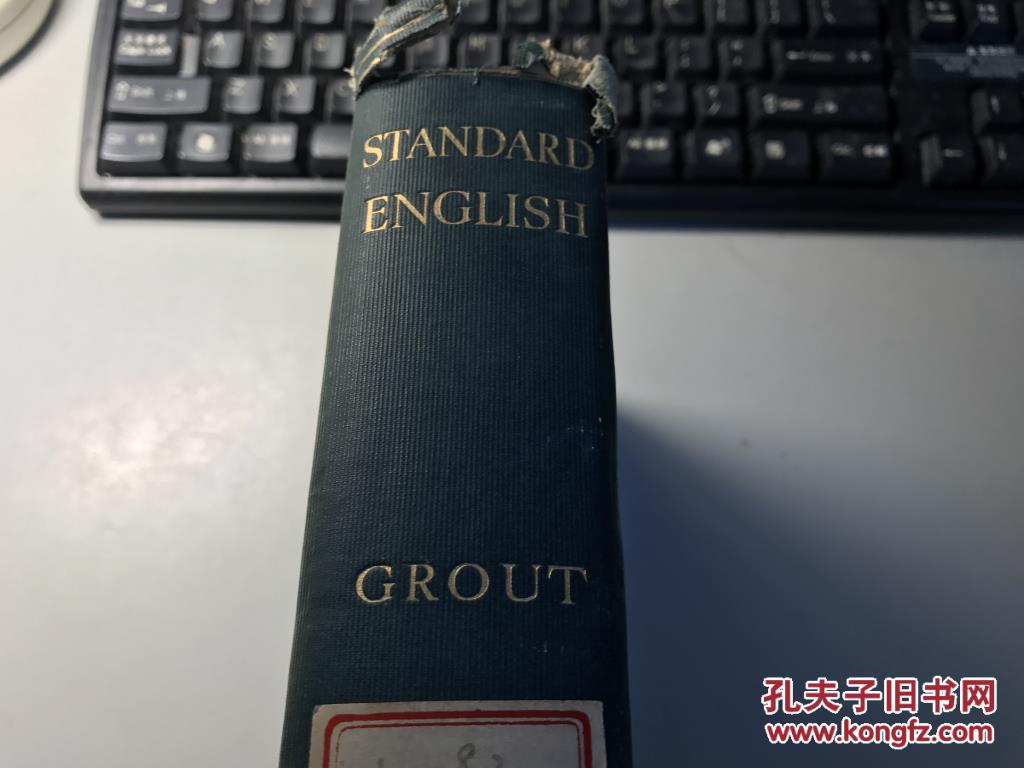 STANDARD
ENGLISH
GROUT
孔夫子旧书网
www.kongfz.com